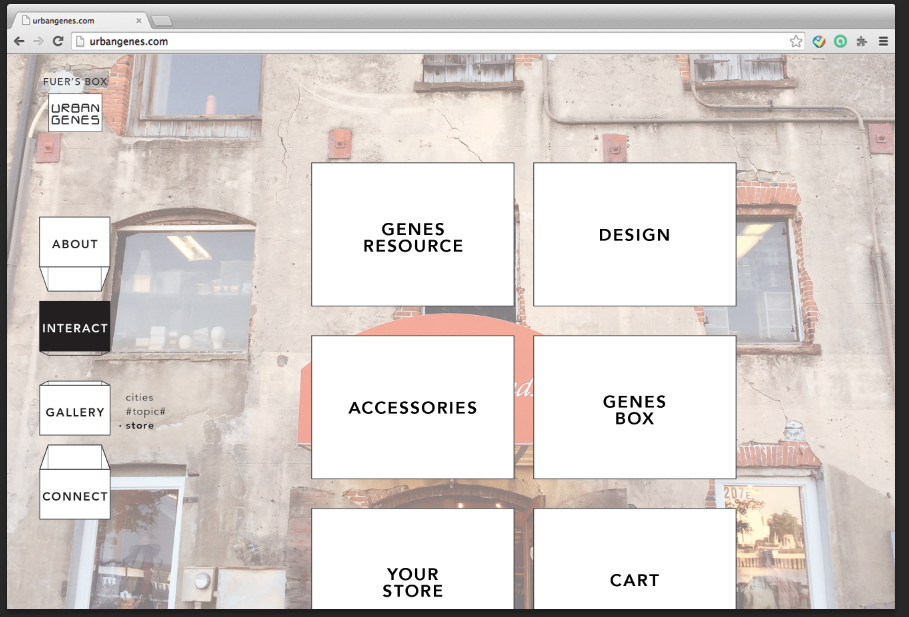 urbangenes.com
urbangenes.com
FUER'S BOX
URBAN
GENES
ABOUT
INTERACT
GALLERY
cities
#topic#
· store
CONNECT
GENES
RESOURCE
DESIGN
ACCESSORIES
GENES
BOX
YOUR
STORE
CART
207E